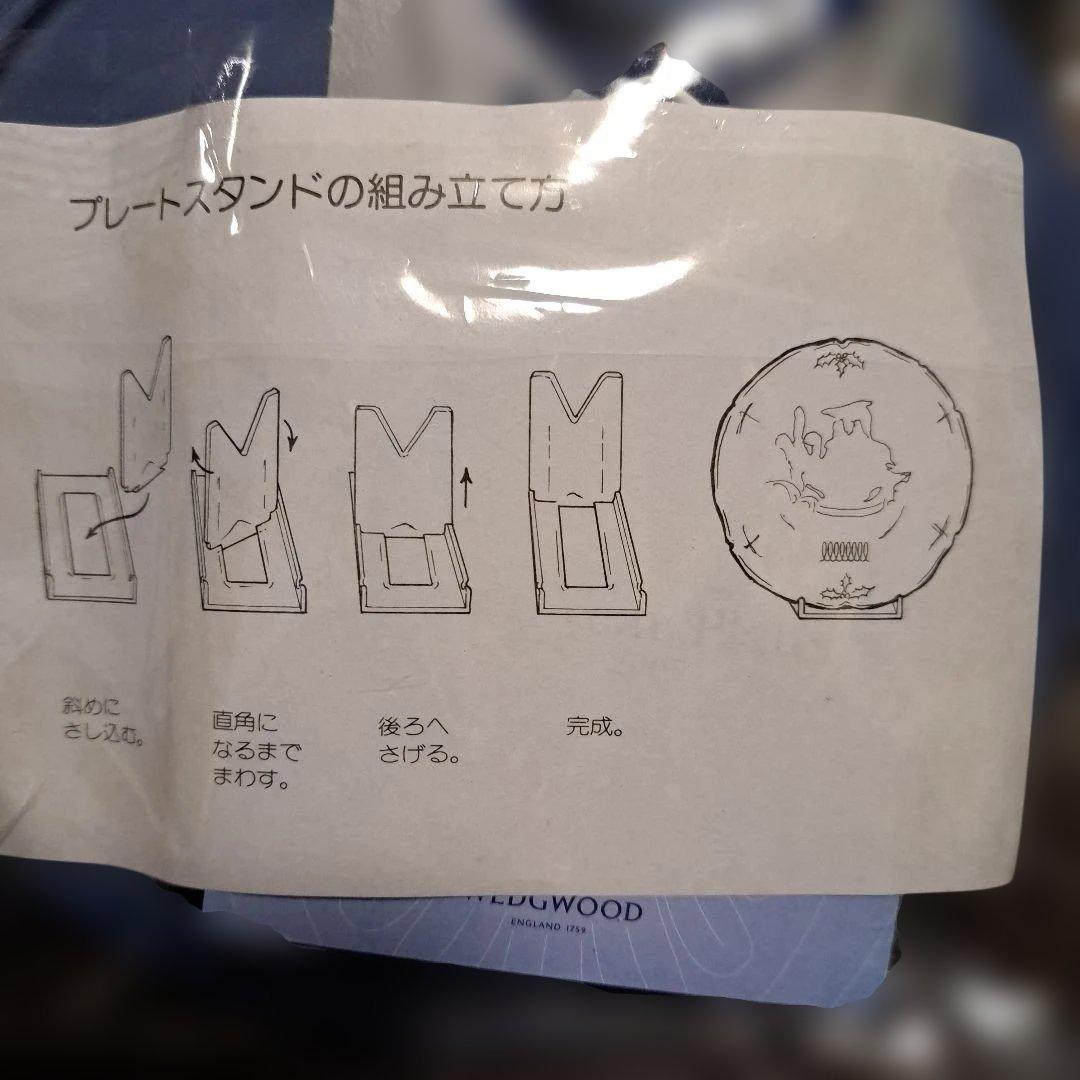 プレートスタンドの組み立て方
斜めに
さし込む。
直角に
なるまで
まわす。
後ろへ
さげる。
完成。
WEDGWOOD
ENGLAND 1759